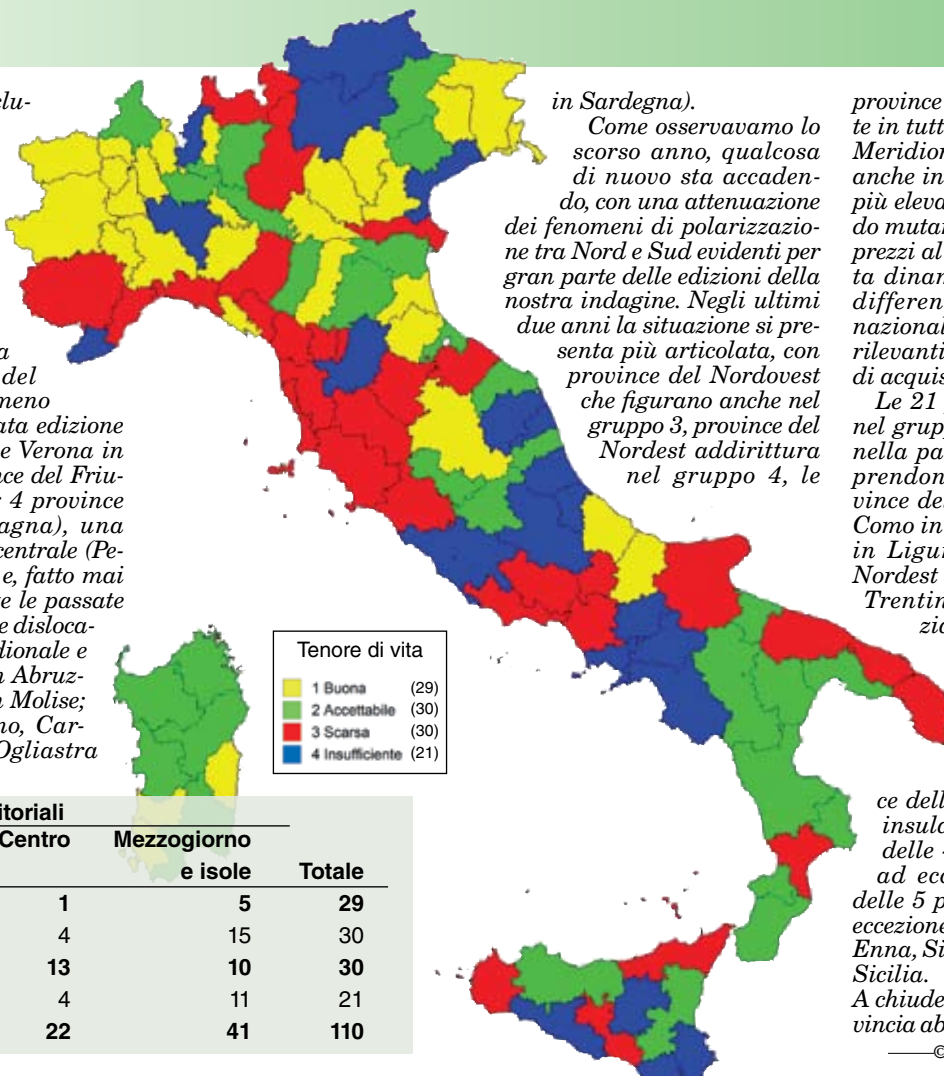 clu-
a
del
meno
ata edizione
e Verona in
nce del Friu-
r 4 province
agna), una
centrale (Pe-
e, fatto mai
e le passate
e disloca-
dionale e
n Abruz-
n Molise;
no, Car-
Ogliastra
in Sardegna).
Come osservavamo lo
scorso anno, qualcosa
di nuovo sta accaden-
do, con una attenuazione
dei fenomeni di polarizzazio-
ne tra Nord e Sud evidenti per
gran parte delle edizioni della
nostra indagine. Negli ultimi
due anni la situazione si pre-
senta più articolata, con
province del Nordovest
che figurano anche nel
gruppo 3, province del
Nordest addirittura
nel gruppo 4, le
province
te in tutt
Meridion
anche in
più eleva
do mutan
prezzi al
ta dinan
differen
nazional
rilevanti
di acquis
Le 21
nel grupp
nella pa
prendon
vince del
Como in
in Ligur
Nordest
Trentin
zio
ce dell
insula
delle 4
ad ecc
delle 5 p
eccezione
Enna, Si
Sicilia.
A chiude
vincia ab
©
Tenore di vita
1 Buona (29)
2 Accettabile (30)
3 Scarsa (30)
4 Insufficiente (21)
itoriali
Centro Mezzogiorno
e isole Totale
1 5 29
4 15 30
13 10 30
4 11 21
22 41 110